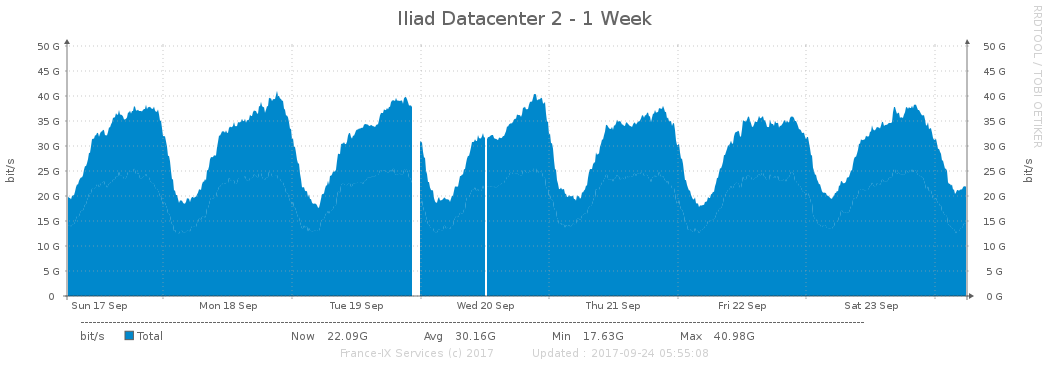 Iliad Datacenter 2 - 1 Week
RRDTOOL / TOBI OETIKER
50 G 50 G
45 G 45 G
40 G 40 G
35 G 35 G
30 G 30 G
25 G 25 G
20 G 20 G
15 G 15 G
10 G 10 G
5 G 5 G
0 0 G
bit/s
bit/s
Sun 17 Sep Mon 18 Sep Tue 19 Sep Wed 20 Sep Thu 21 Sep Fri 22 Sep Sat 23 Sep
bit/s Total Now 22.09G Avg 30.16G Min 17.63G Max 40.98G
France-IX Services (c) 2017 Updated : 2017-09-24 05:55:08